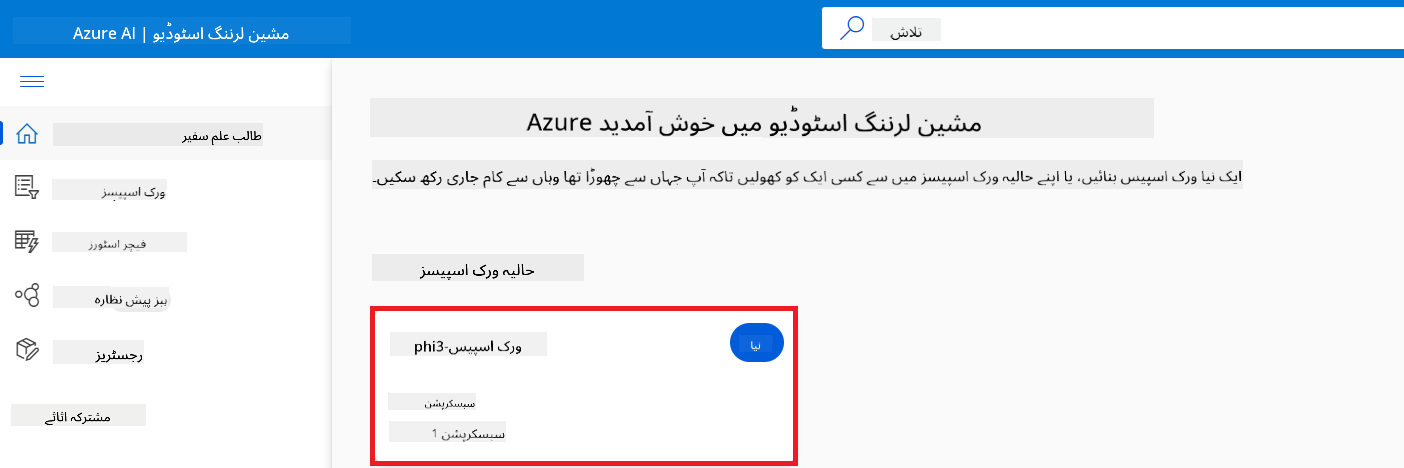 Azure AI | مشین لرننگ اسٹوڈیو
تلاش
طالب علم سفیر
ورک اسپیسز
فیچر اسٹورز
ہبز پیش نظارہ
رجسٹریز
مشترکہ اثاثے
مشین لرننگ اسٹوڈیو میں خوش آمدید Azure
ایک نیا ورک اسپیس بنائیں، یا اپنے حالیہ ورک اسپیسز میں سے کسی ایک کو کھولیں تاکہ آپ جہاں سے چھوڑا تھا وہاں سے کام جاری رکھ سکیں۔
حالیہ ورک اسپیسز
phi3-ورک اسپیس
نیا
سبسکرپشن
سبسکرپشن 1